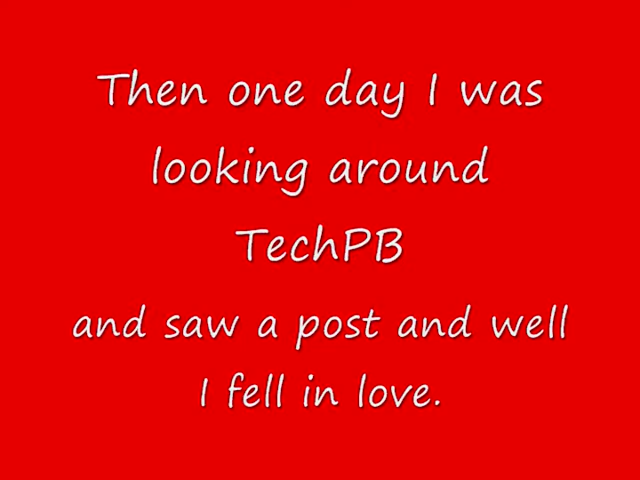 Then one day I was
looking around
TechPB
and saw a post and well
I fell in love.